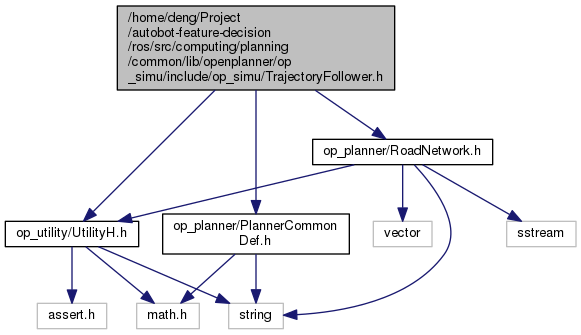 /home/deng/Project
/autobot-feature-decision
/ros/src/computing/planning
/common/lib/openplanner/op
_simu/include/op_simu/TrajectoryFollower.h
op_planner/RoadNetwork.h
op_utility/UtilityH.h
op_planner/PlannerCommon
Def.h
vector
sstream
assert.h
math.h
string